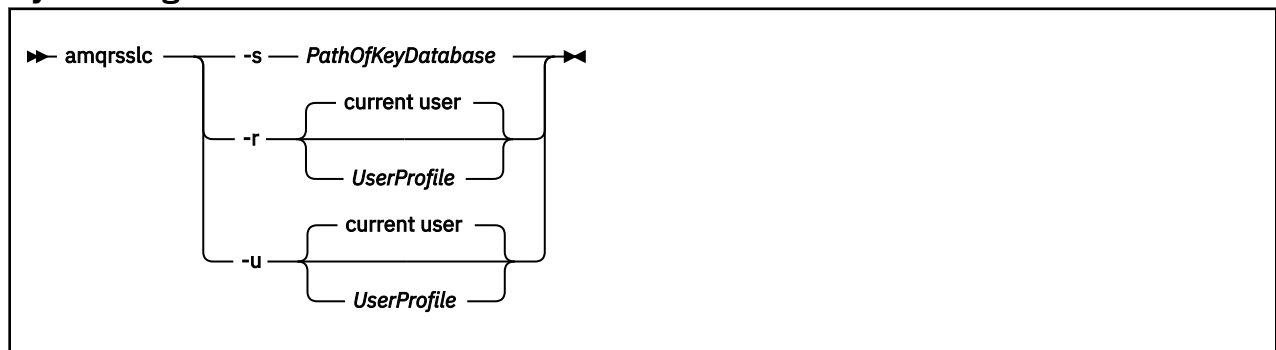 amqrsslc -s PathOfKeyDatabase
current user
-r
UserProfile
current user
-u
UserProfile